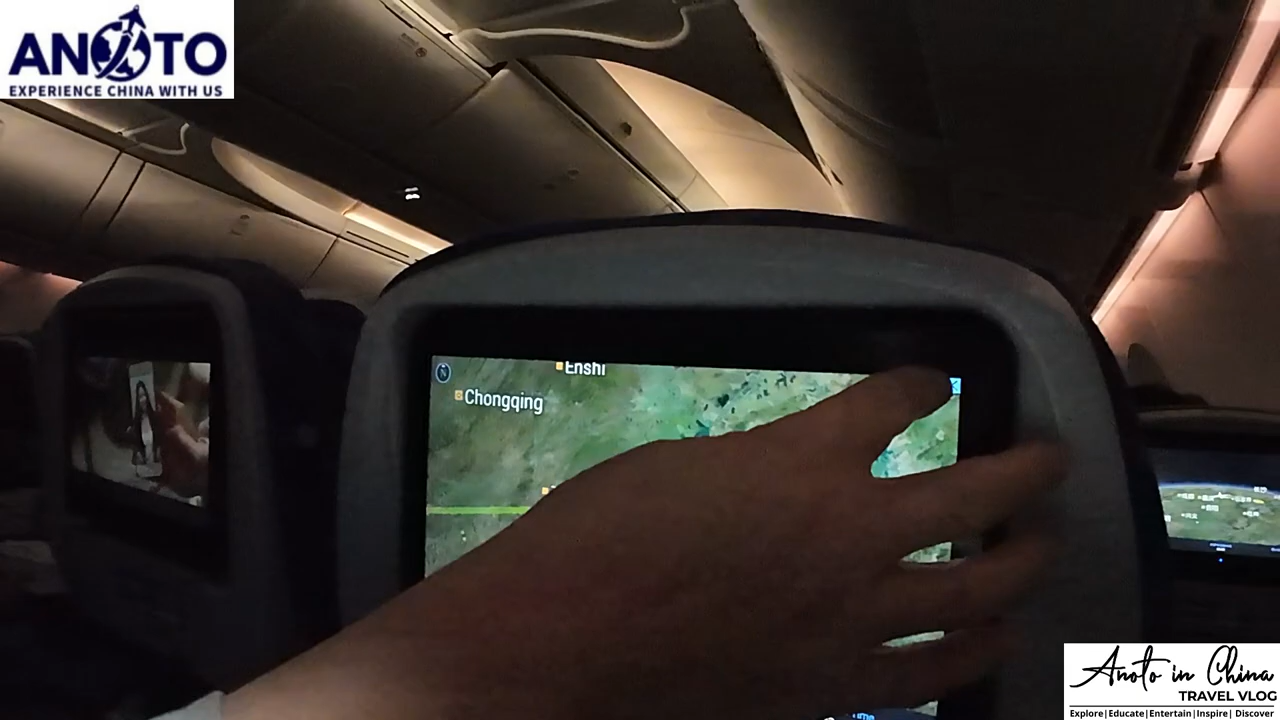 ANOTO
EXPERIENCE CHINA WITH US
Enshi
Chongqing
N
Anoto in China
TRAVEL VLOG
Explore|Educate|Entertain|Inspire| Discover